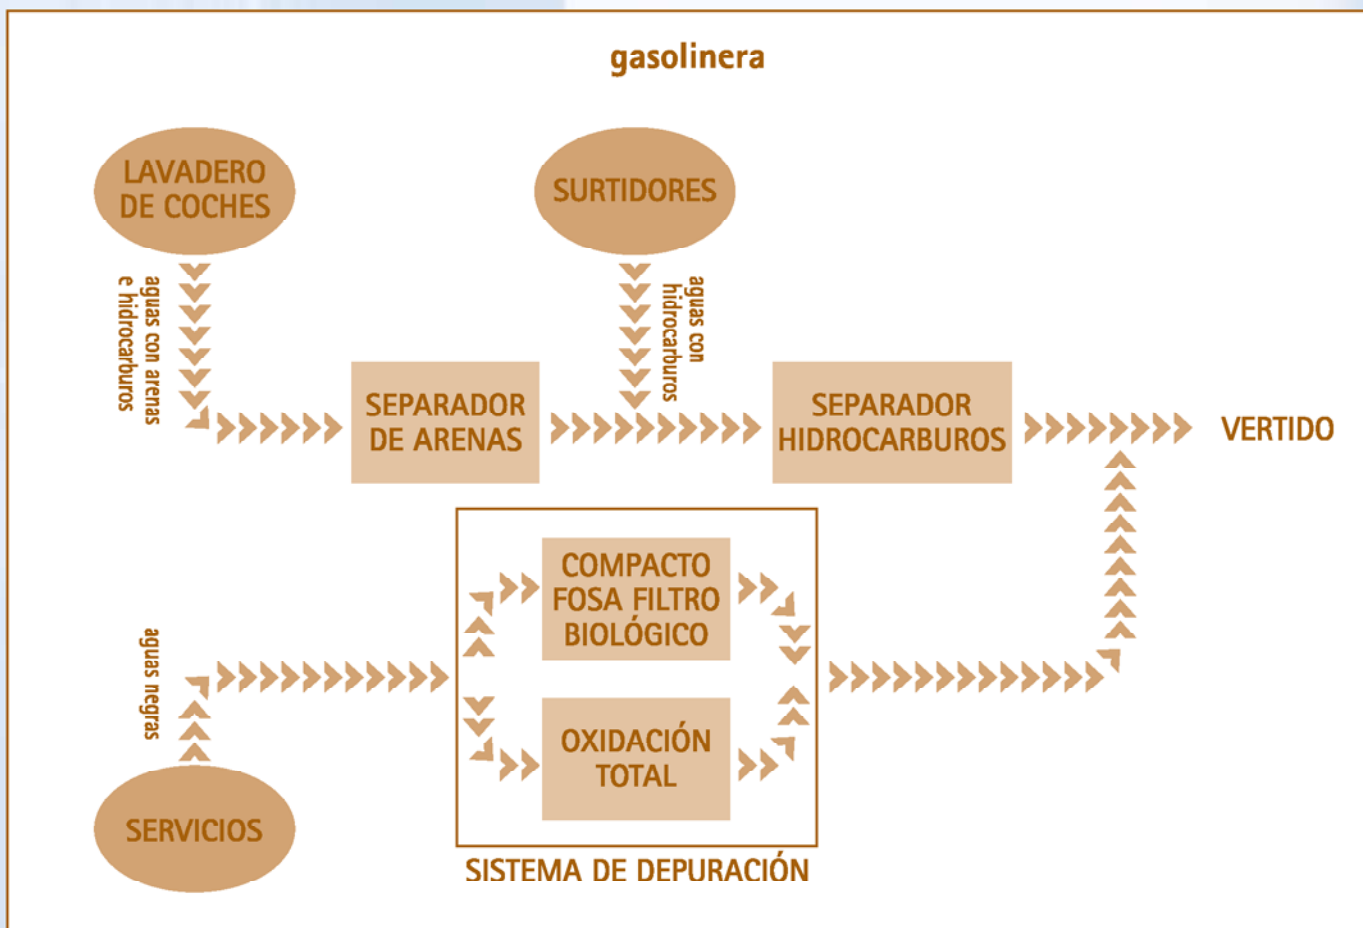 gasolinera
LAVADERO
DE COCHES
SURTIDORES
aguas con arenas
e hidrocarburos
aguas con
hidrocarburos
SEPARADOR
DE ARENAS
SEPARADOR
HIDROCARBUROS
VERTIDO
COMPACTO
FOSA FILTRO
BIOLÓGICO
aguas negras
OXIDACIÓN
TOTAL
SERVICIOS
SISTEMA DE DEPURACIÓN